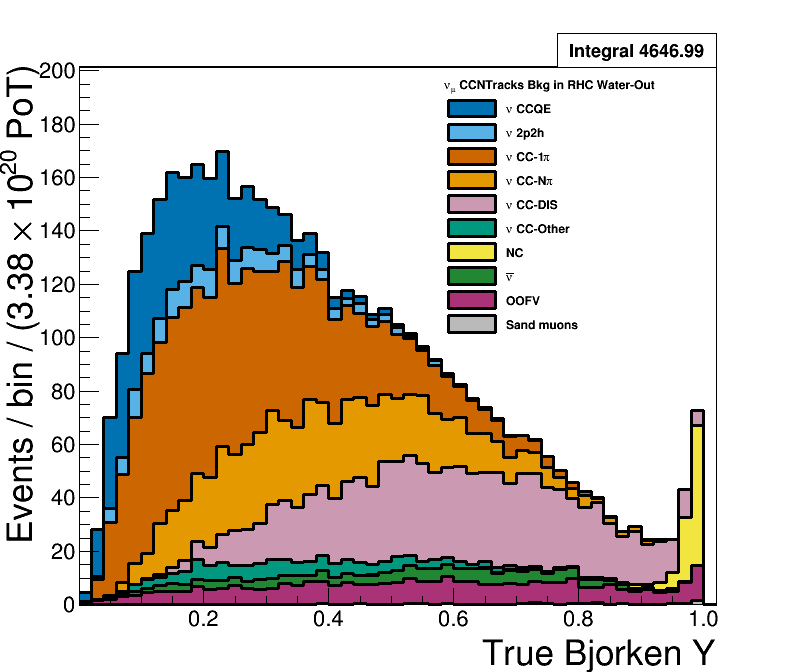 Integral 4646.99
ν_μ CCNTracks Bkg in RHC Water-Out
ν CCQE
ν 2p2h
ν CC-1π
ν CC-Nπ
ν CC-DIS
ν CC-Other
NC
ν̅
OOFV
Sand muons
Events / bin / (3.38 × 10^20 PoT)
200
180
160
140
120
100
80
60
40
20
0
0.2 0.4 0.6 0.8 1.0
True Bjorken Y